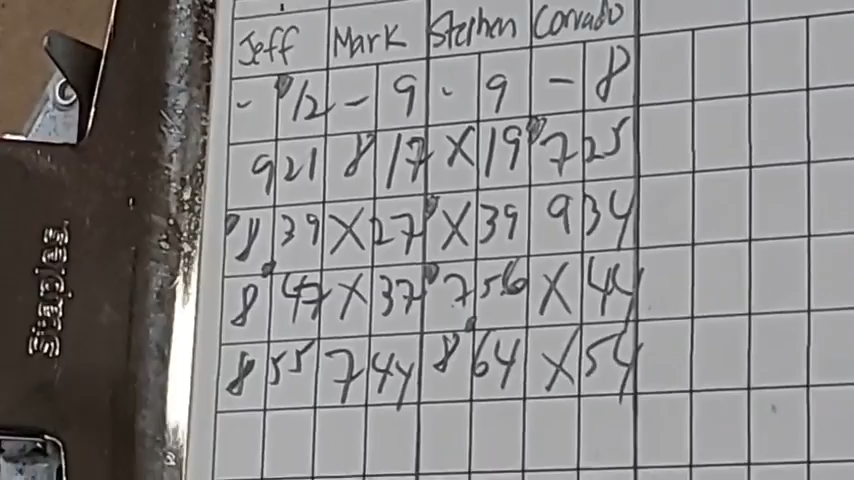 Jeff Mark Stephen Corrado
- 12 - 9 - 9 - 8
9 21 8 17 X 19 7 25
8 39 X 27 X 39 9 34
8 47 X 37 7 56 X 44
8 55 7 44 8 64 X 54
Staples